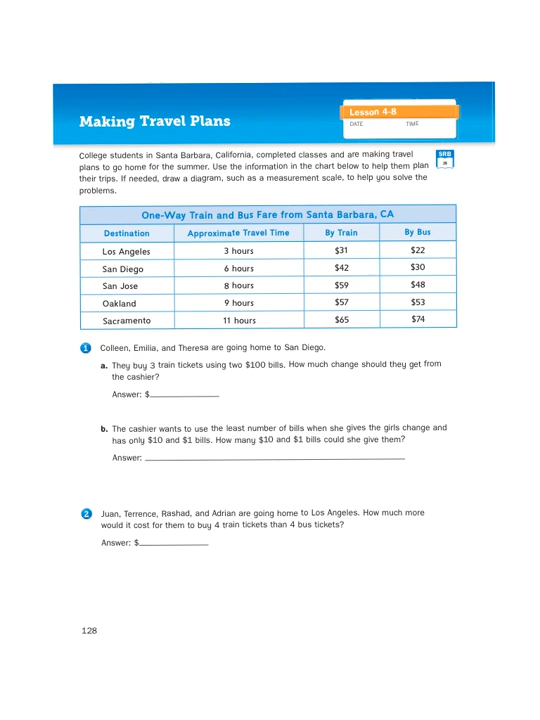 Lesson 4-8
DATE TIME
Making Travel Plans
College students in Santa Barbara, California, completed classes and are making travel
plans to go home for the summer. Use the information in the chart below to help them plan
their trips. If needed, draw a diagram, such as a measurement scale, to help you solve the
problems.
SRB
One-Way Train and Bus Fare from Santa Barbara, CA
Destination Approximate Travel Time By Train By Bus
Los Angeles 3 hours $31 $22
San Diego 6 hours $42 $30
San Jose 8 hours $59 $48
Oakland 9 hours $57 $53
Sacramento 11 hours $65 $74
1 Colleen, Emilia, and Theresa are going home to San Diego.
a. They buy 3 train tickets using two $100 bills. How much change should they get from
the cashier?
Answer: $
b. The cashier wants to use the least number of bills when she gives the girls change and
has only $10 and $1 bills. How many $10 and $1 bills could she give them?
Answer:
2 Juan, Terrence, Rashad, and Adrian are going home to Los Angeles. How much more
would it cost for them to buy 4 train tickets than 4 bus tickets?
Answer: $
128